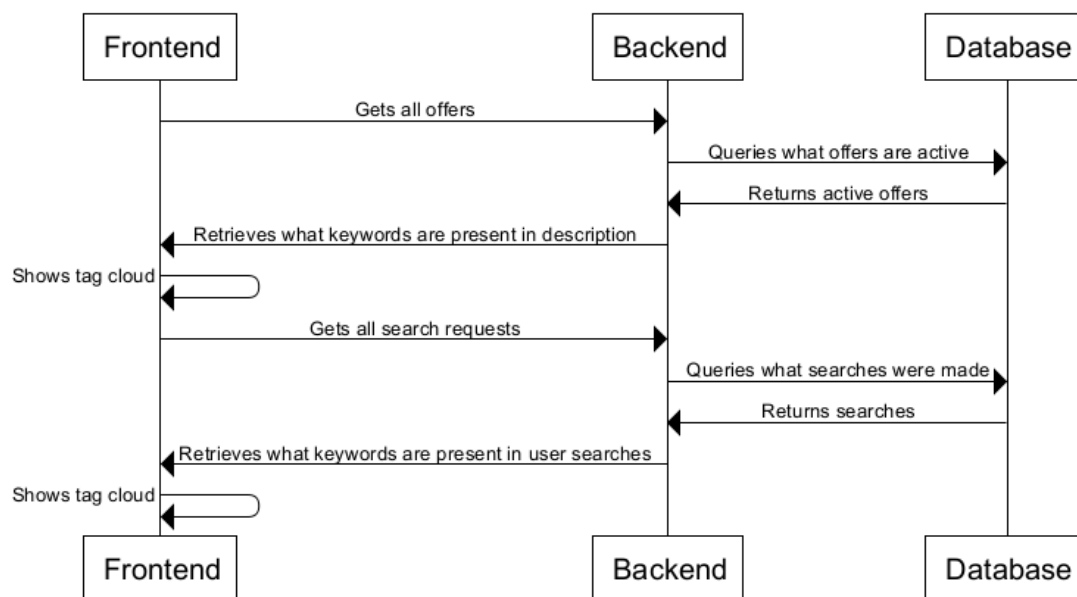 Frontend
Backend
Database
Gets all offers
Queries what offers are active
Returns active offers
Retrieves what keywords are present in description
Shows tag cloud
Gets all search requests
Queries what searches were made
Returns searches
Retrieves what keywords are present in user searches
Shows tag cloud
Frontend
Backend
Database